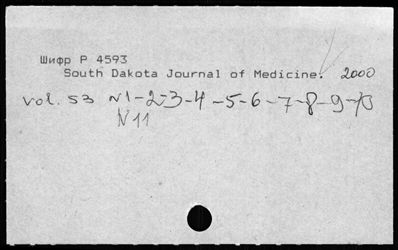 Шифр Р 4593
South Dakota Journal of Medicine. 2000
vol. 53 N1-2-3-4-5-6-7-8-9-10
N11